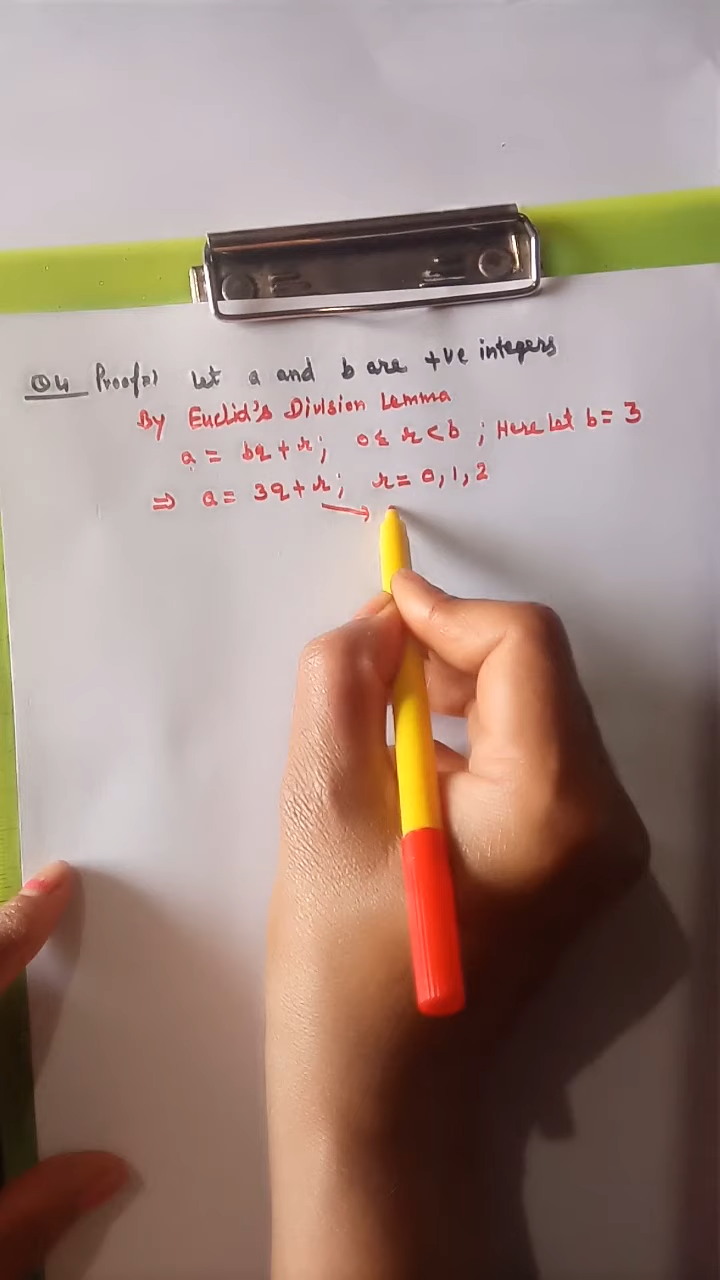 Q4 Proof(a) Let a and b are +ve integers
By Euclid's Division Lemma
a = bq + r; 0 ≤ r < b ; Here Let b = 3
⇒ a = 3q + r; r = 0, 1, 2
→